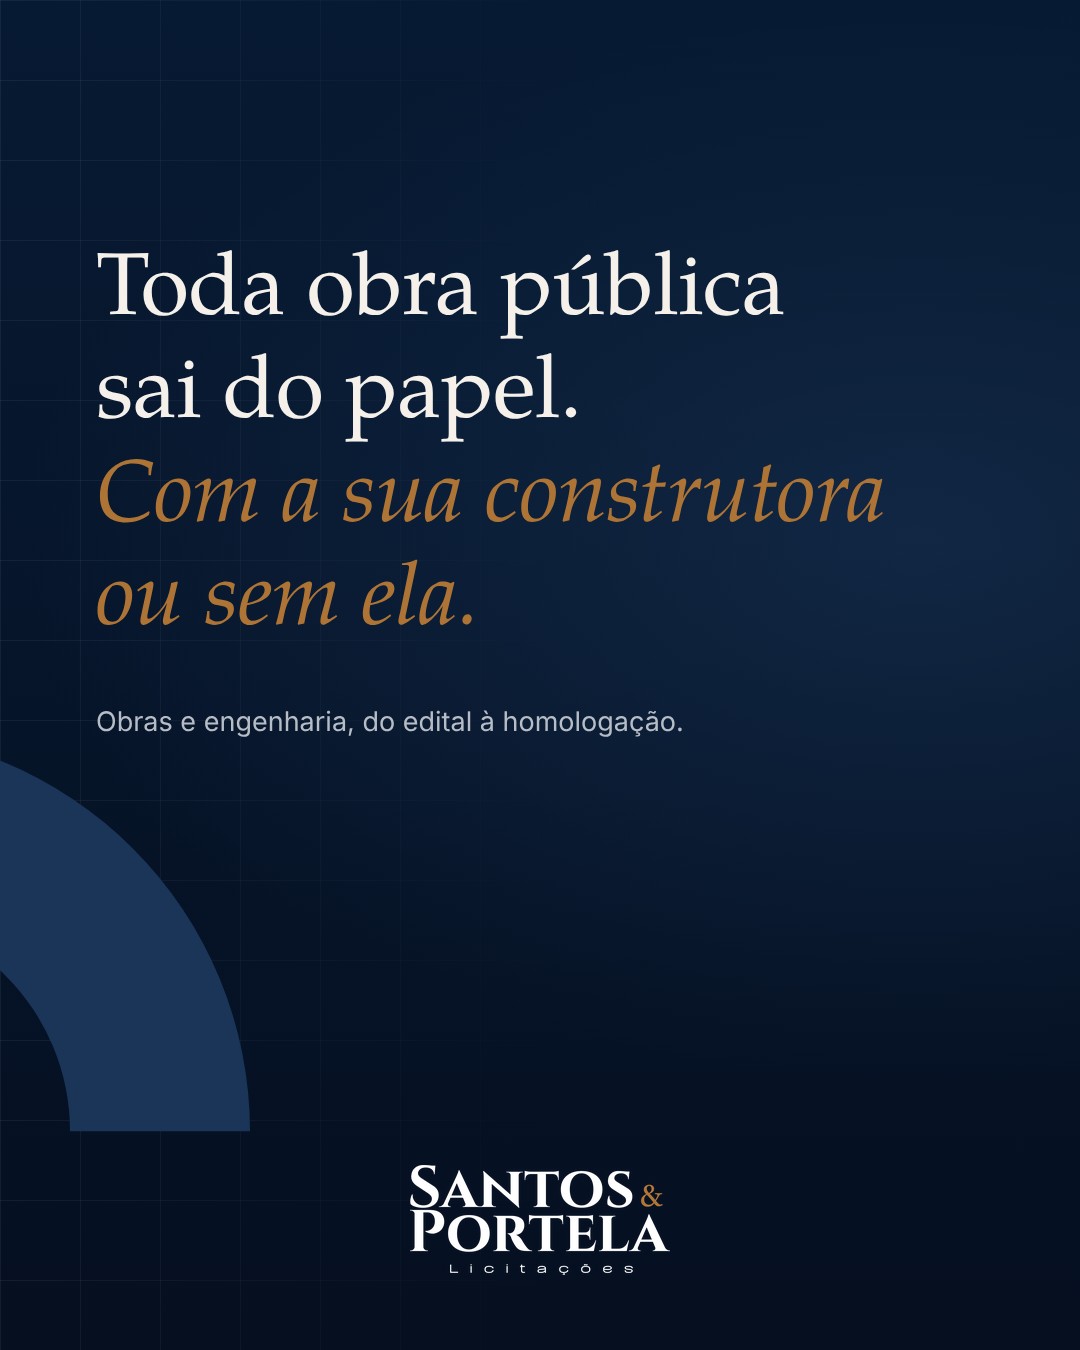 Toda obra pública
sai do papel.
Com a sua construtora
ou sem ela.
Obras e engenharia, do edital à homologação.
SANTOS &
PORTELA
Licitações